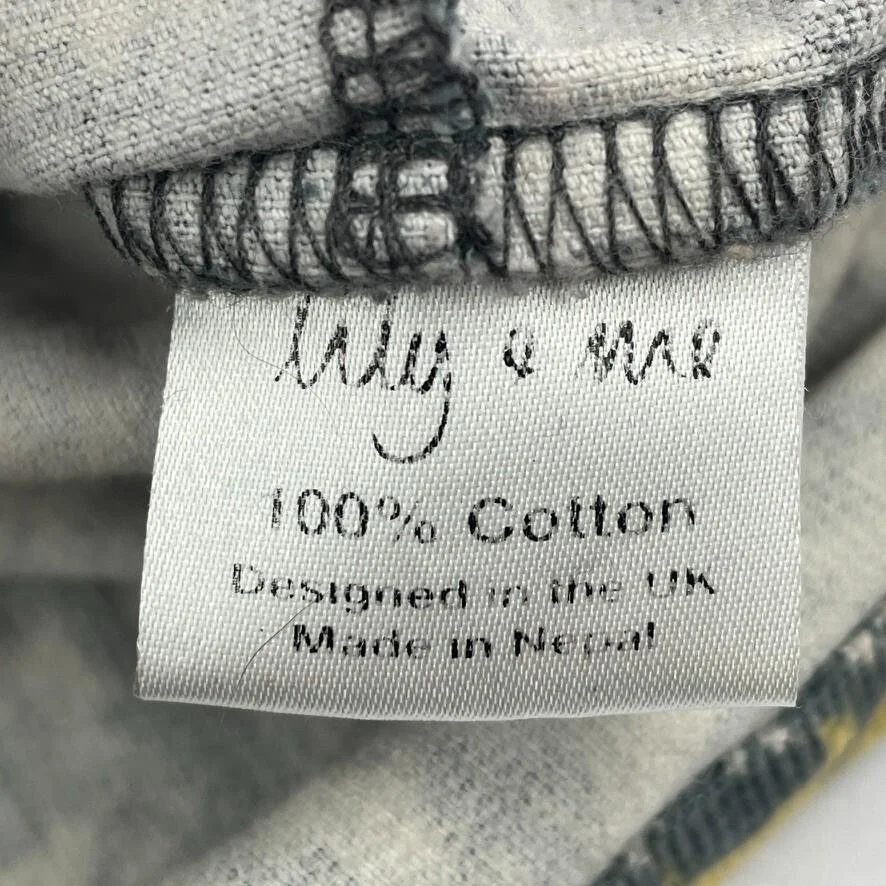 lily & me
100% Cotton
Designed in the UK
Made in Nepal